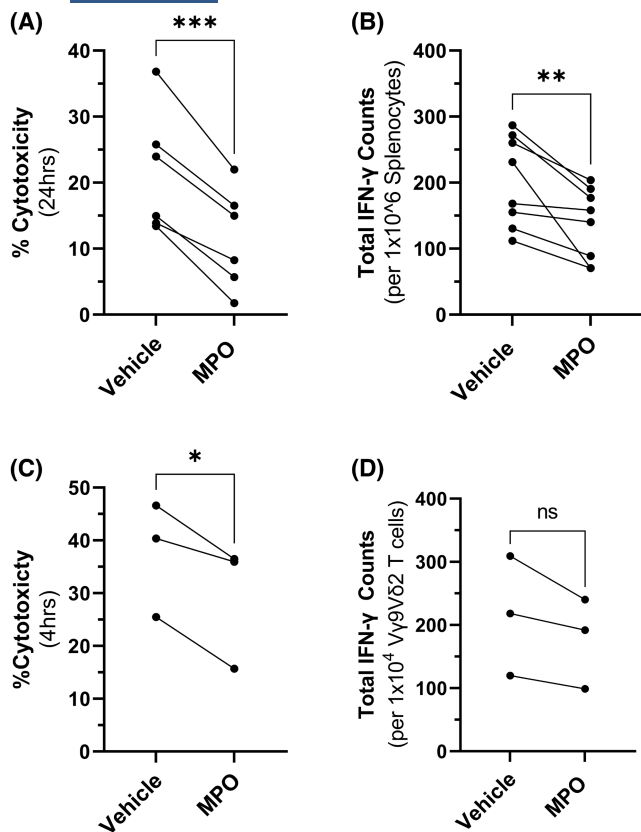 (A)
***
40
30
20
10
0
% Cytotoxicity
(24hrs)
Vehicle
MPO
(B)
**
400
300
200
100
0
Total IFN-γ Counts
(per 1x10^6 Splenocytes)
Vehicle
MPO
(C)
*
50
40
30
20
10
0
%Cytotoxicty
(4hrs)
Vehicle
MPO
(D)
ns
400
300
200
100
0
Total IFN-γ Counts
(per 1x10⁴ Vγ9Vδ2 T cells)
Vehicle
MPO